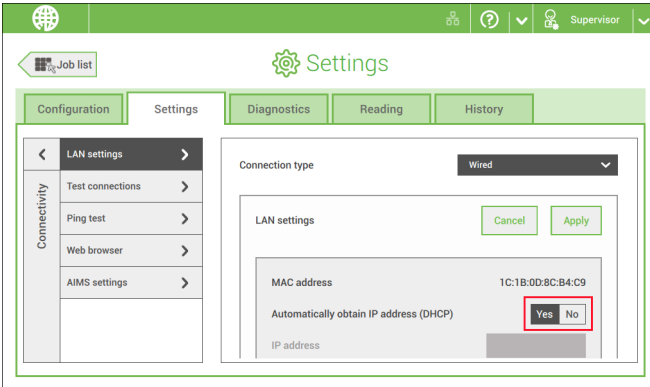 Supervisor
Job list
Settings
Configuration
Settings
Diagnostics
Reading
History
Connectivity
LAN settings
Test connections
Ping test
Web browser
AIMS settings
Connection type
Wired
LAN settings
Cancel
Apply
MAC address
1C:1B:0D:8C:B4:C9
Automatically obtain IP address (DHCP)
Yes
No
IP address